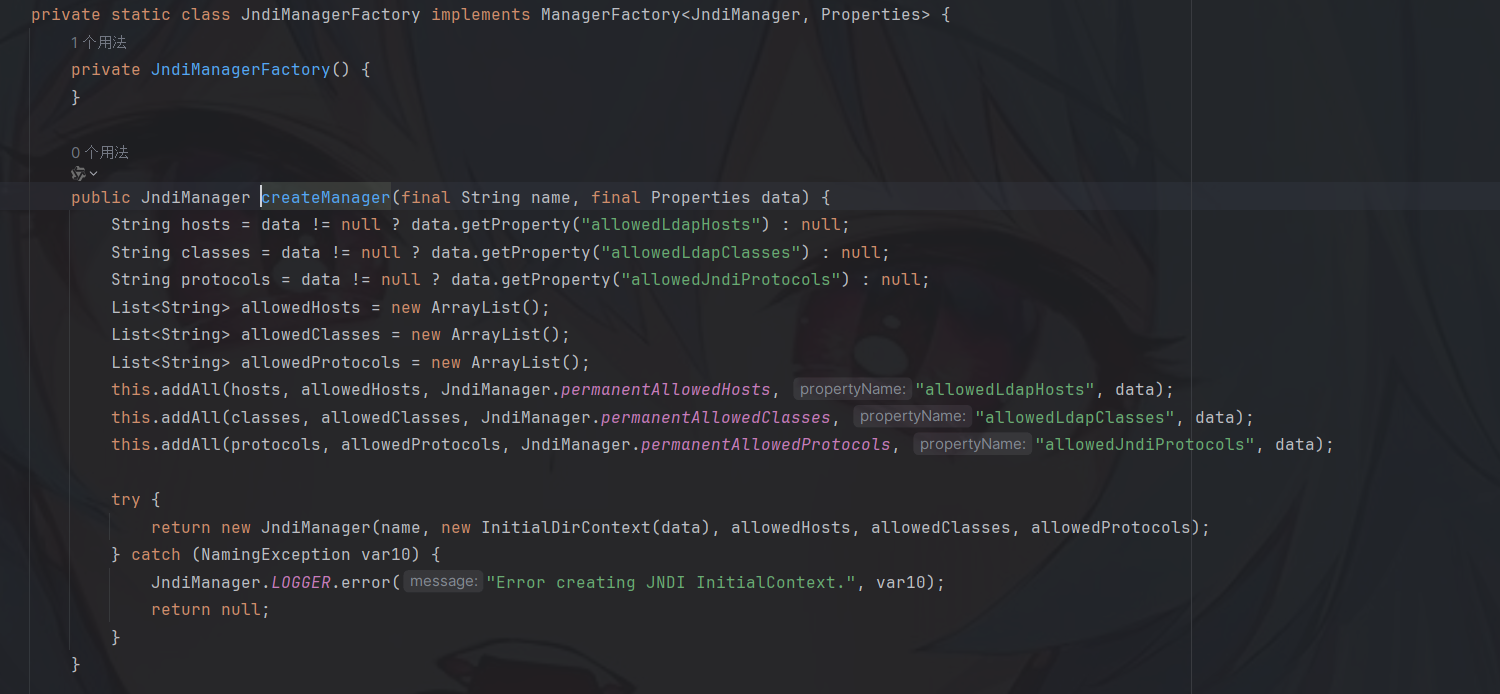 private static class JndiManagerFactory implements ManagerFactory<JndiManager, Properties> {
1 个用法
private JndiManagerFactory() {
}
0 个用法
public JndiManager createManager(final String name, final Properties data) {
String hosts = data != null ? data.getProperty("allowedLdapHosts") : null;
String classes = data != null ? data.getProperty("allowedLdapClasses") : null;
String protocols = data != null ? data.getProperty("allowedJndiProtocols") : null;
List<String> allowedHosts = new ArrayList();
List<String> allowedClasses = new ArrayList();
List<String> allowedProtocols = new ArrayList();
this.addAll(hosts, allowedHosts, JndiManager.permanentAllowedHosts, propertyName: "allowedLdapHosts", data);
this.addAll(classes, allowedClasses, JndiManager.permanentAllowedClasses, propertyName: "allowedLdapClasses", data);
this.addAll(protocols, allowedProtocols, JndiManager.permanentAllowedProtocols, propertyName: "allowedJndiProtocols", data);
try {
return new JndiManager(name, new InitialDirContext(data), allowedHosts, allowedClasses, allowedProtocols);
} catch (NamingException var10) {
JndiManager.LOGGER.error( message: "Error creating JNDI InitialContext.", var10);
return null;
}
}